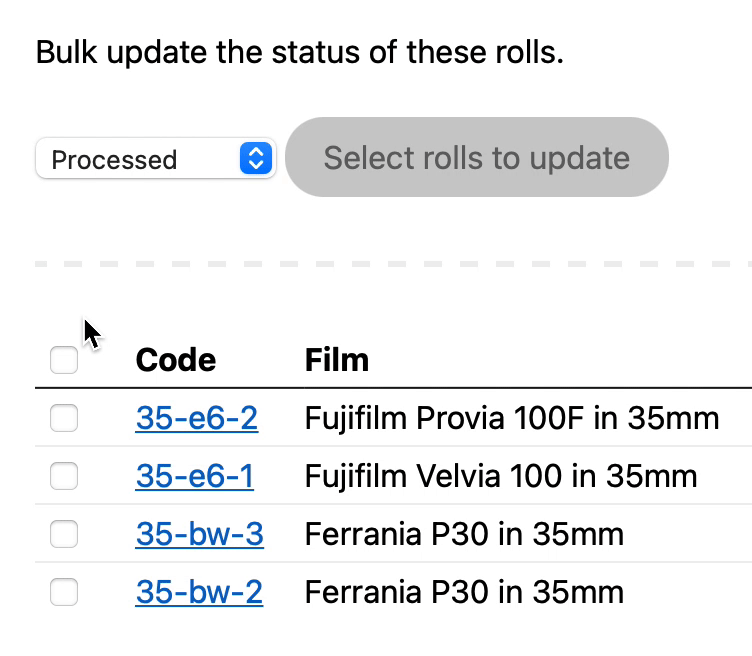 Bulk update the status of these rolls.
Processed Select rolls to update
Code Film
35-e6-2 Fujifilm Provia 100F in 35mm
35-e6-1 Fujifilm Velvia 100 in 35mm
35-bw-3 Ferrania P30 in 35mm
35-bw-2 Ferrania P30 in 35mm